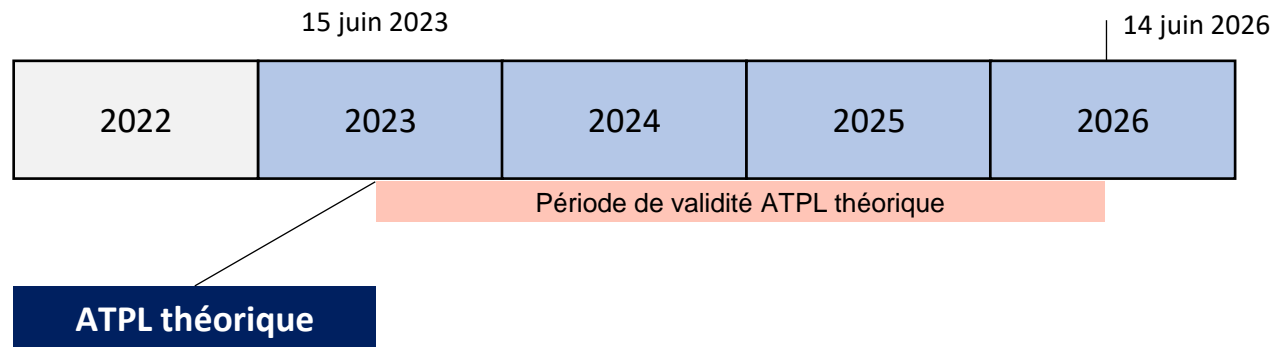 15 juin 2023
14 juin 2026
2022
2023
2024
2025
2026
Période de validité ATPL théorique
ATPL théorique